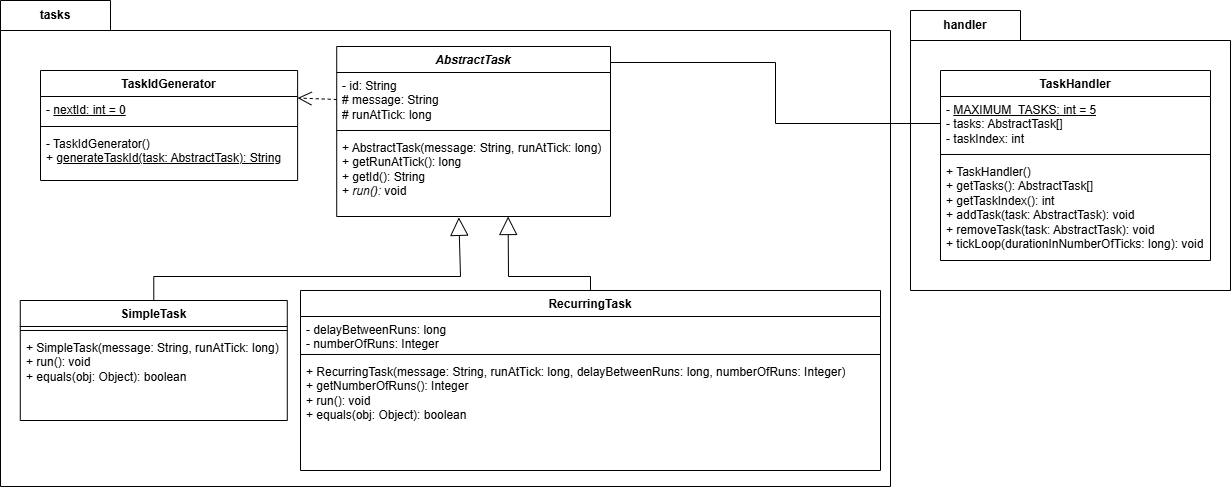 tasks
TaskIdGenerator
- nextId: int = 0
- TaskIdGenerator()
+ generateTaskId(task: AbstractTask): String
AbstractTask
- id: String
# message: String
# runAtTick: long
+ AbstractTask(message: String, runAtTick: long)
+ getRunAtTick(): long
+ getId(): String
+ run(): void
SimpleTask
+ SimpleTask(message: String, runAtTick: long)
+ run(): void
+ equals(obj: Object): boolean
RecurringTask
- delayBetweenRuns: long
- numberOfRuns: Integer
+ RecurringTask(message: String, runAtTick: long, delayBetweenRuns: long, numberOfRuns: Integer)
+ getNumberOfRuns(): Integer
+ run(): void
+ equals(obj: Object): boolean
handler
TaskHandler
- MAXIMUM_TASKS: int = 5
- tasks: AbstractTask[]
- taskIndex: int
+ TaskHandler()
+ getTasks(): AbstractTask[]
+ getTaskIndex(): int
+ addTask(task: AbstractTask): void
+ removeTask(task: AbstractTask): void
+ tickLoop(durationInNumberOfTicks: long): void